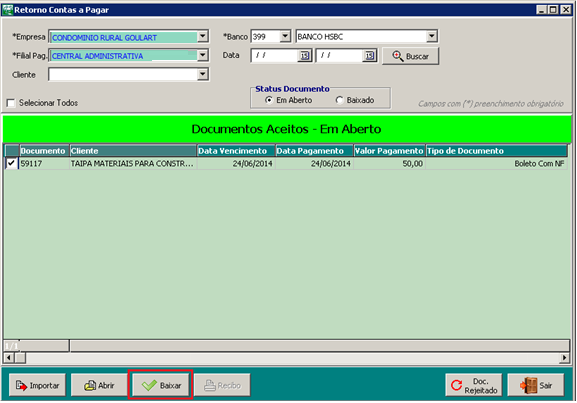 Retorno Contas a Pagar
*Empresa CONDOMINIO RURAL GOULART *Banco 399 BANCO HSBC
*Filial Pag. CENTRAL ADMINISTRATIVA Data / / 15 / / 15 Buscar
Cliente
Status Documento
Selecionar Todos Em Aberto Baixado Campos com (*) preenchimento obrigatório
Documentos Aceitos - Em Aberto
Documento Cliente Data Vencimento Data Pagamento Valor Pagamento Tipo de Documento
59117 TAIPA MATERIAIS PARA CONSTR... 24/06/2014 24/06/2014 50,00 Boleto Com NF
1/1
Importar Abrir Baixar Recibo Doc. Rejeitado Sair